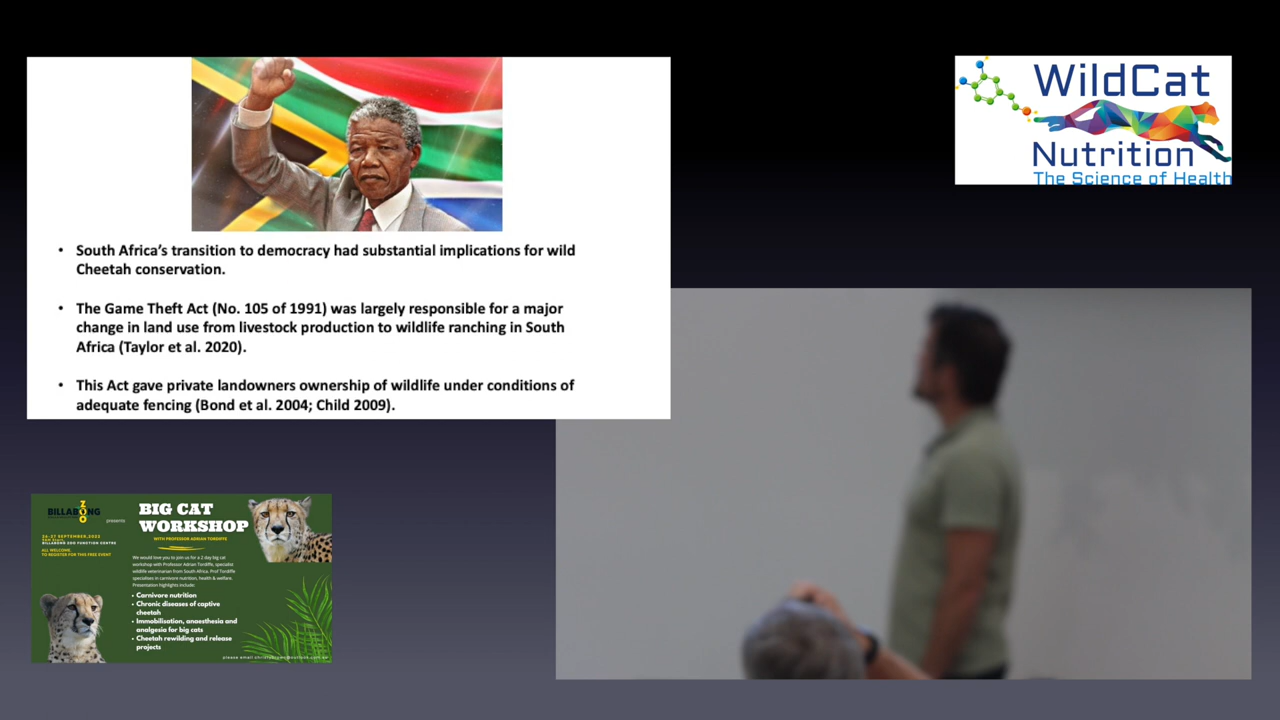 South Africa’s transition to democracy had substantial implications for wild
Cheetah conservation.
The Game Theft Act (No. 105 of 1991) was largely responsible for a major
change in land use from livestock production to wildlife ranching in South
Africa (Taylor et al. 2020).
This Act gave private landowners ownership of wildlife under conditions of
adequate fencing (Bond et al. 2004; Child 2009).
WildCat
Nutrition
The Science of Health
BILLABONG
ZOO
presents
BIG CAT
WORKSHOP
WITH PROFESSOR ADRIAN TORDIFFE
BILLABONG ZOO FUNCTION CENTRE
ALL WELCOME.
TO REGISTER FOR THIS FREE EVENT
We would love you to join us for a 2 day big cat
workshop with Professor Adrian Tordiffe, specialist
wildlife veterinarian from South Africa. Prof Tordiffe
specialises in carnivore nutrition, health & welfare.
Presentation highlights include:
Carnivore nutrition
Chronic diseases of captive
cheetah
Immobilisation, anaesthesia and
analgesia for big cats
Cheetah rewilding and release
projects
please email